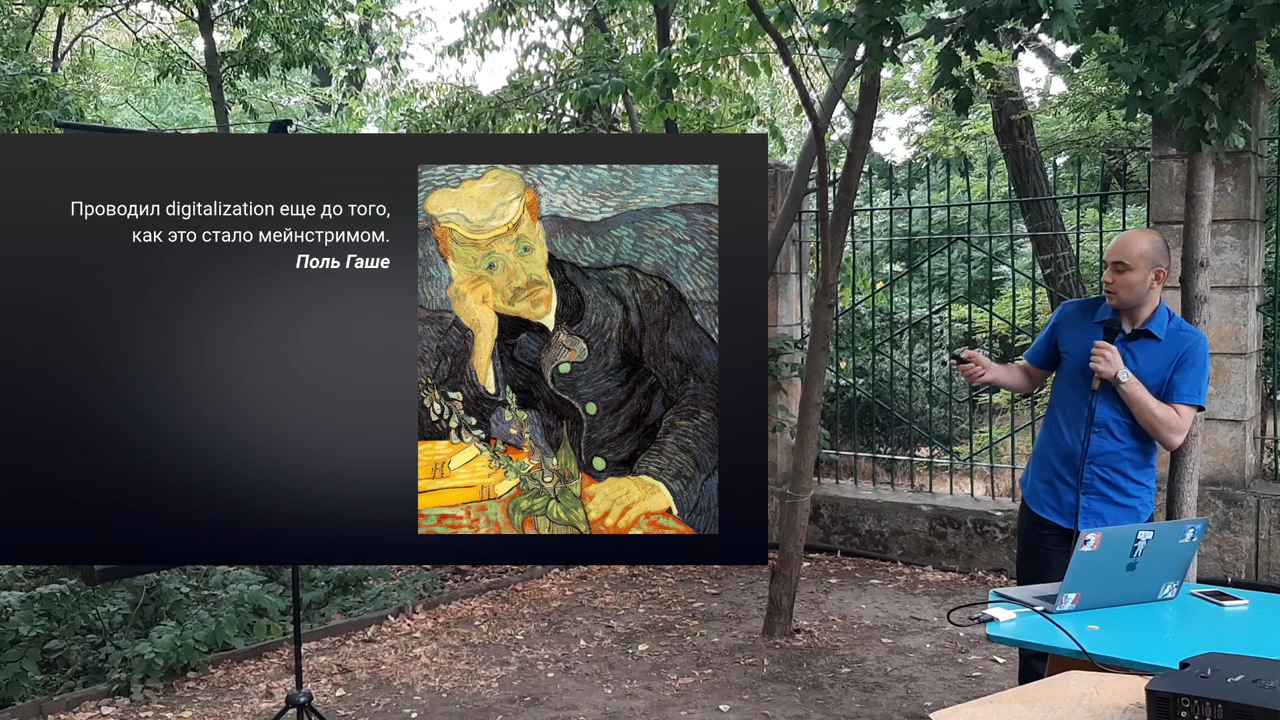 Проводил digitalization еще до того,
как это стало мейнстримом.
Поль Гаше